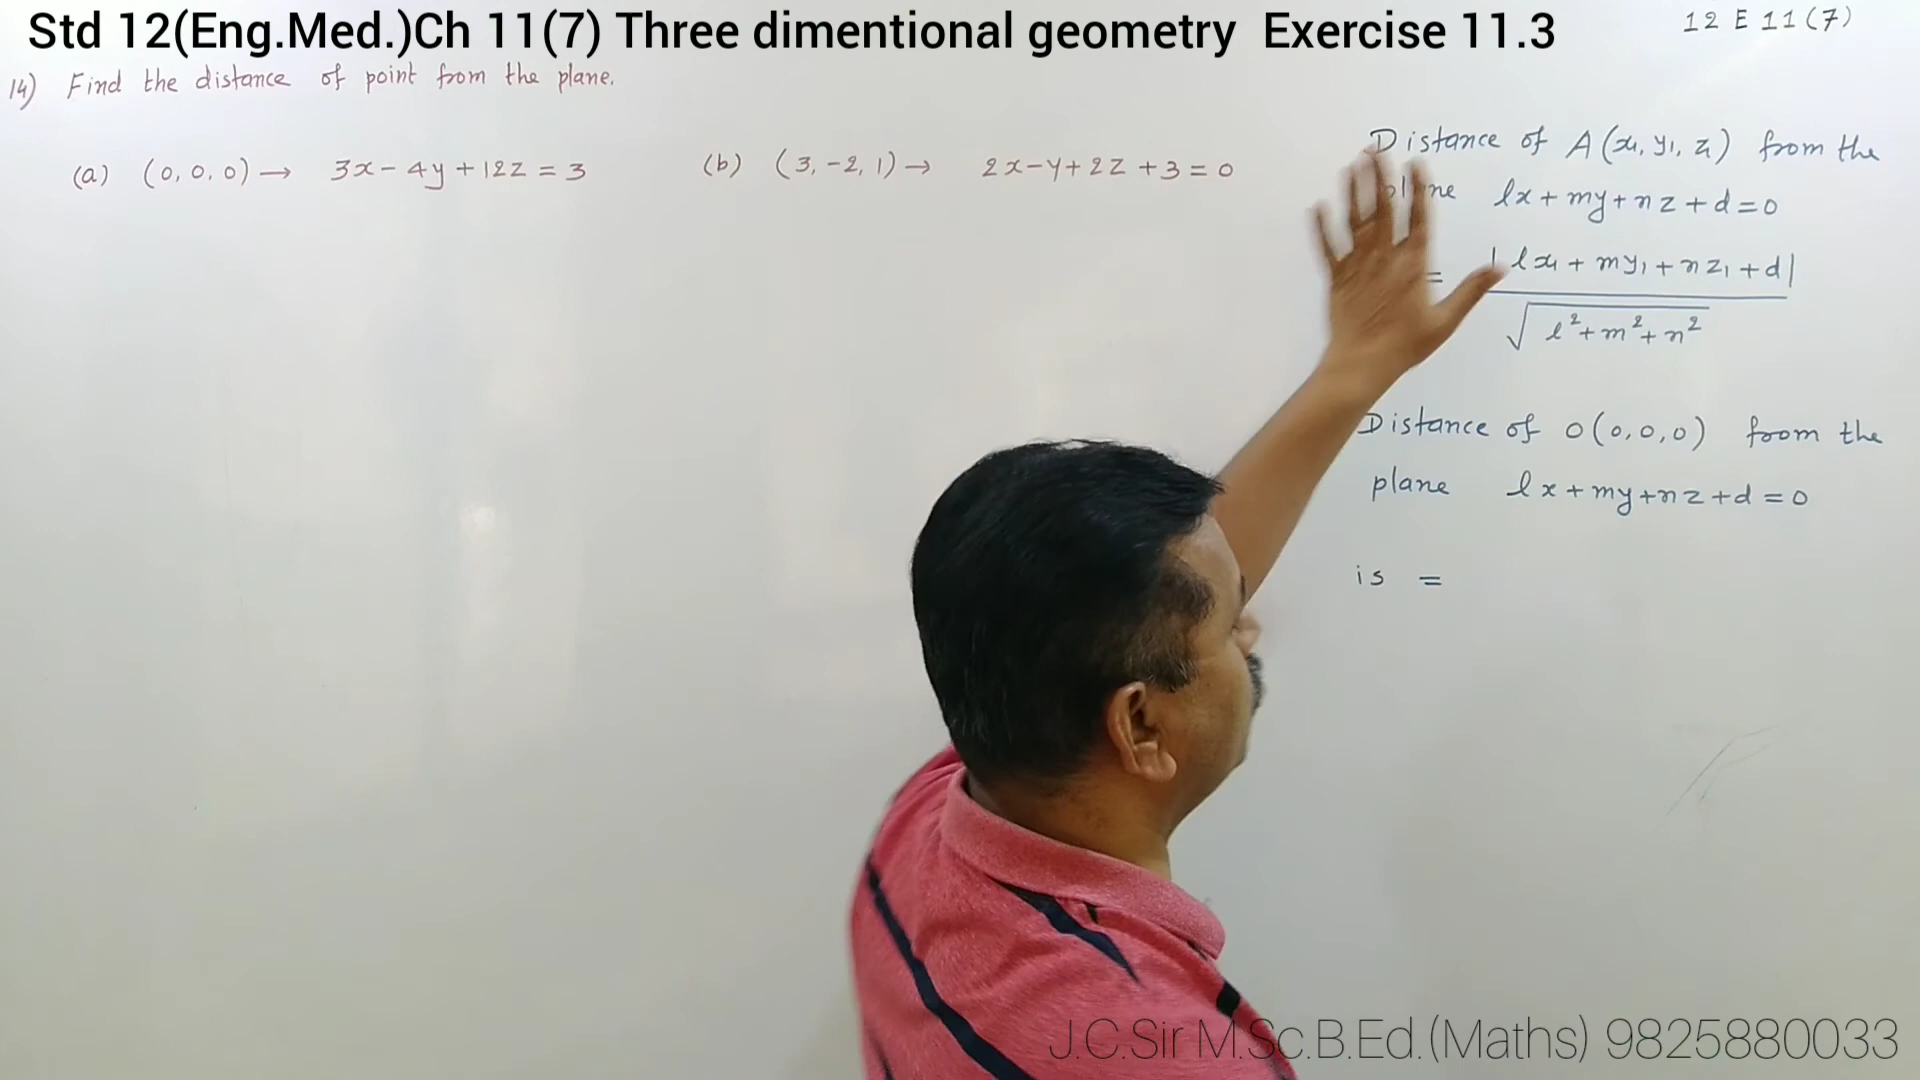 Std 12(Eng.Med.)Ch 11(7) Three dimentional geometry Exercise 11.3
12 E 11(7)
14) Find the distance of point from the plane.
(a) (0,0,0) → 3x - 4y + 12z = 3
(b) (3,-2,1) → 2x-y+2z+3=0
Distance of A(x₁, y₁, z₁) from the
plane lx+my+nz+d=0
= |lx₁ + my₁ + nz₁ + d|
√l²+m²+n²
Distance of O(0,0,0) from the
plane lx+my+nz+d=0
is =
J.C.Sir M.Sc.B.Ed.(Maths) 9825880033